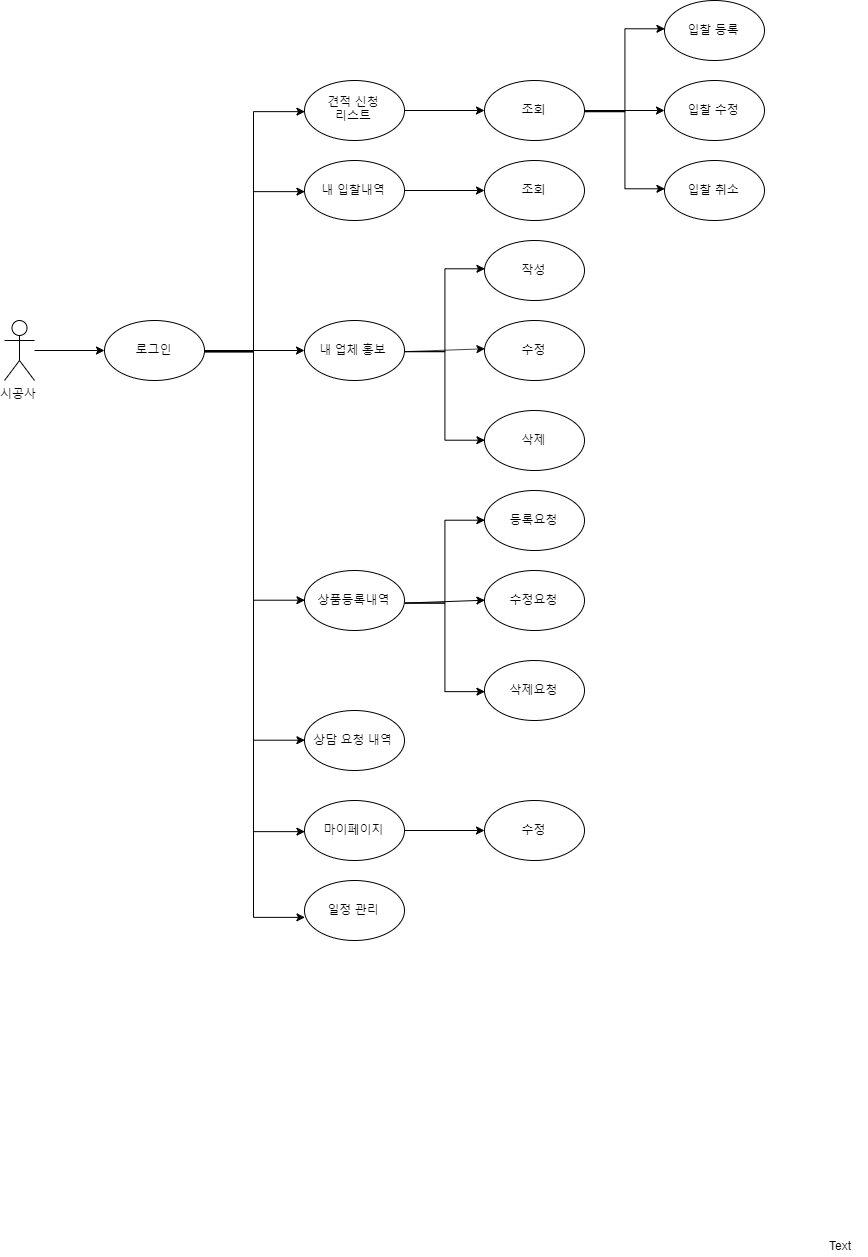 입찰 등록
견적 신청
리스트
조회
입찰 수정
내 입찰내역
조회
입찰 취소
작성
로그인
내 업체 홍보
수정
시공사
삭제
등록요청
상품등록내역
수정요청
삭제요청
상담 요청 내역
마이페이지
수정
일정 관리
Text